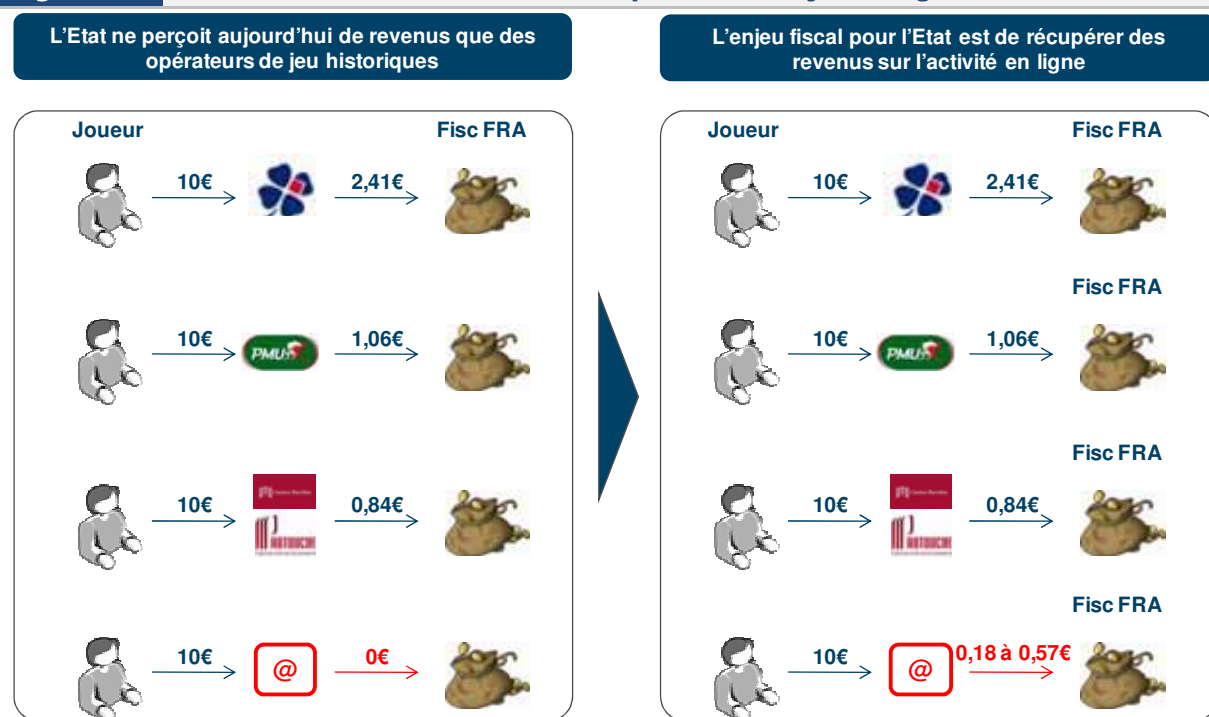 L'Etat ne perçoit aujourd'hui de revenus que des
opérateurs de jeu historiques
Joueur Fisc FRA
10€ 2,41€
10€ PMU 1,06€
10€ 0,84€
PARTOUCHE
10€ @ 0€
L'enjeu fiscal pour l'Etat est de récupérer des
revenus sur l'activité en ligne
Joueur Fisc FRA
10€ 2,41€
Fisc FRA
10€ PMU 1,06€
Fisc FRA
10€ 0,84€
PARTOUCHE
Fisc FRA
10€ @ 0,18 à 0,57€